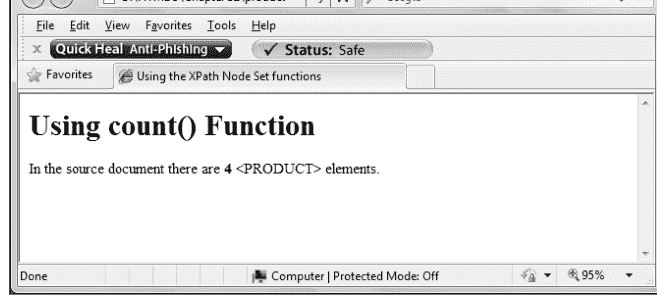 File Edit View Favorites Tools Help
x Quick Heal Anti-Phishing Status: Safe
Favorites Using the XPath Node Set functions
Using count() Function
In the source document there are 4 <PRODUCT> elements.
Done Computer | Protected Mode: Off 95%